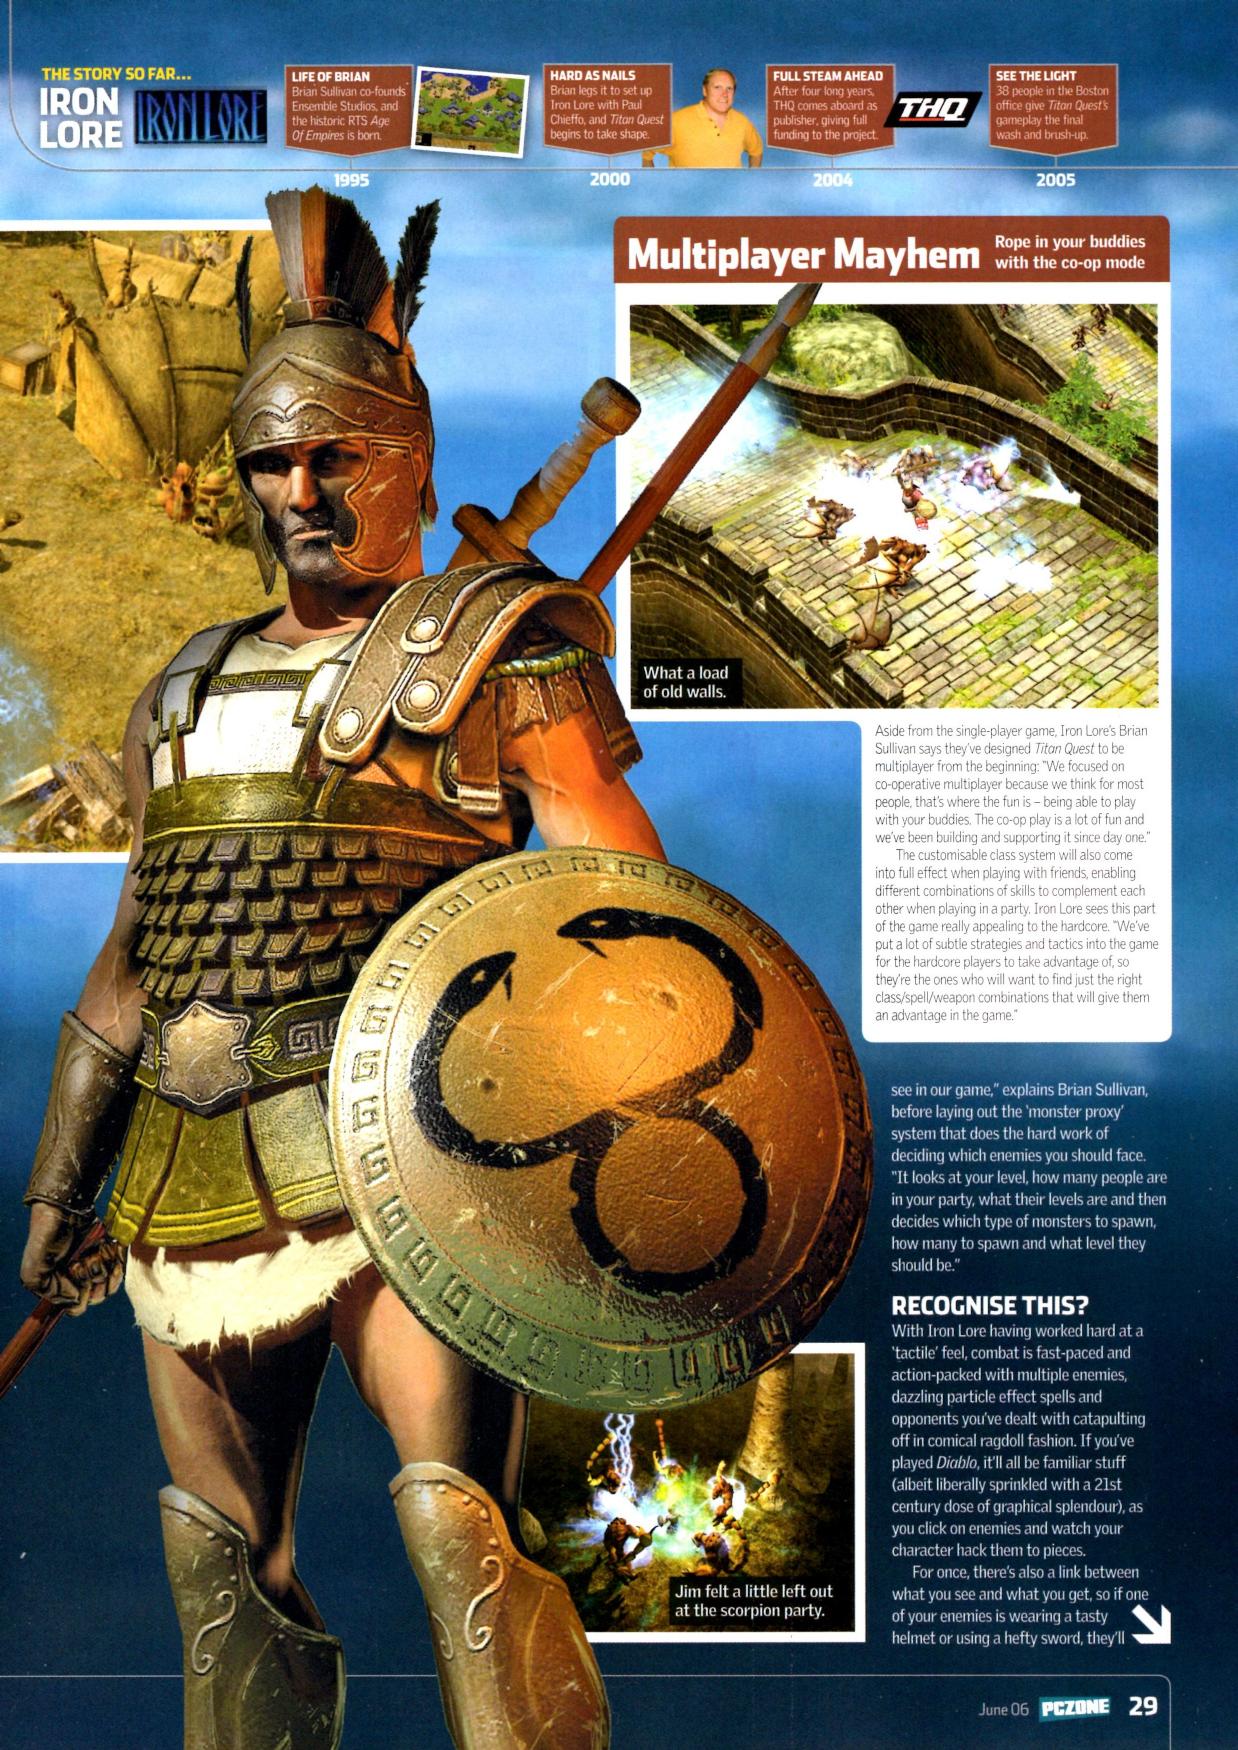 THE STORY SO FAR...
IRON
LORE
IRON LORE
LIFE OF BRIAN
Brian Sullivan co-founds
Ensemble Studios, and
the historic RTS Age
Of Empires is born.
1995
HARD AS NAILS
Brian legs it to set up
Iron Lore with Paul
Chieffo, and Titan Quest
begins to take shape.
2000
FULL STEAM AHEAD
After four long years,
THQ comes aboard as
publisher, giving full
funding to the project.
2004
THQ
SEE THE LIGHT
38 people in the Boston
office give Titan Quest's
gameplay the final
wash and brush-up.
2005
Multiplayer Mayhem
Rope in your buddies
with the co-op mode
What a load
of old walls.
Aside from the single-player game, Iron Lore's Brian
Sullivan says they've designed Titan Quest to be
multiplayer from the beginning: "We focused on
co-operative multiplayer because we think for most
people, that's where the fun is – being able to play
with your buddies. The co-op play is a lot of fun and
we've been building and supporting it since day one."
The customisable class system will also come
into full effect when playing with friends, enabling
different combinations of skills to complement each
other when playing in a party. Iron Lore sees this part
of the game really appealing to the hardcore. "We've
put a lot of subtle strategies and tactics into the game
for the hardcore players to take advantage of, so
they're the ones who will want to find just the right
class/spell/weapon combinations that will give them
an advantage in the game."
see in our game," explains Brian Sullivan,
before laying out the 'monster proxy'
system that does the hard work of
deciding which enemies you should face.
"It looks at your level, how many people are
in your party, what their levels are and then
decides which type of monsters to spawn,
how many to spawn and what level they
should be."
RECOGNISE THIS?
With Iron Lore having worked hard at a
'tactile' feel, combat is fast-paced and
action-packed with multiple enemies,
dazzling particle effect spells and
opponents you've dealt with catapulting
off in comical ragdoll fashion. If you've
played Diablo, it'll all be familiar stuff
(albeit liberally sprinkled with a 21st
century dose of graphical splendour), as
you click on enemies and watch your
character hack them to pieces.
For once, there's also a link between
what you see and what you get, so if one
of your enemies is wearing a tasty
helmet or using a hefty sword, they'll
Jim felt a little left out
at the scorpion party.
June 06 PCZONE 29